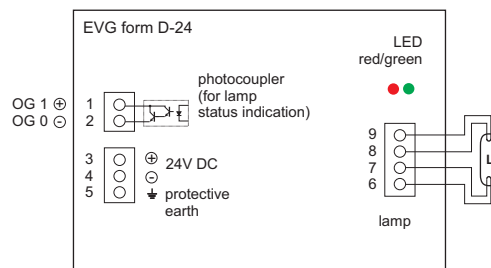 EVG form D-24
LED
red/green
photocoupler
(for lamp
status indication)
OG 1 ⊕ 1
OG 0 ⊖ 2
3 ⊕ 24V DC
4 ⊖
5 ⏚ protective
earth
9
8
7
6
L
lamp